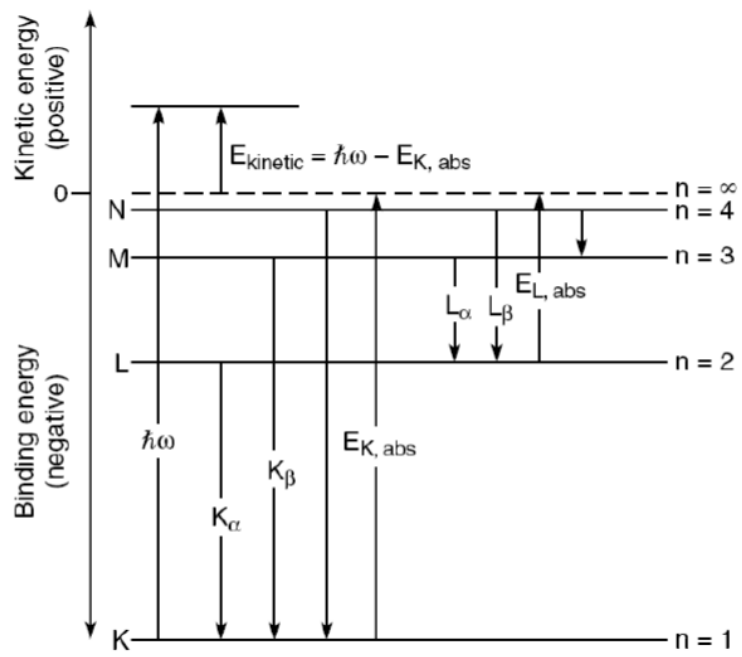 Kinetic energy
(positive)
E_kinetic = ℏω – E_K, abs
0
n = ∞
N
n = 4
M
n = 3
L_α
L_β
E_L, abs
L
n = 2
Binding energy
(negative)
ℏω
E_K, abs
K_β
K_α
K
n = 1